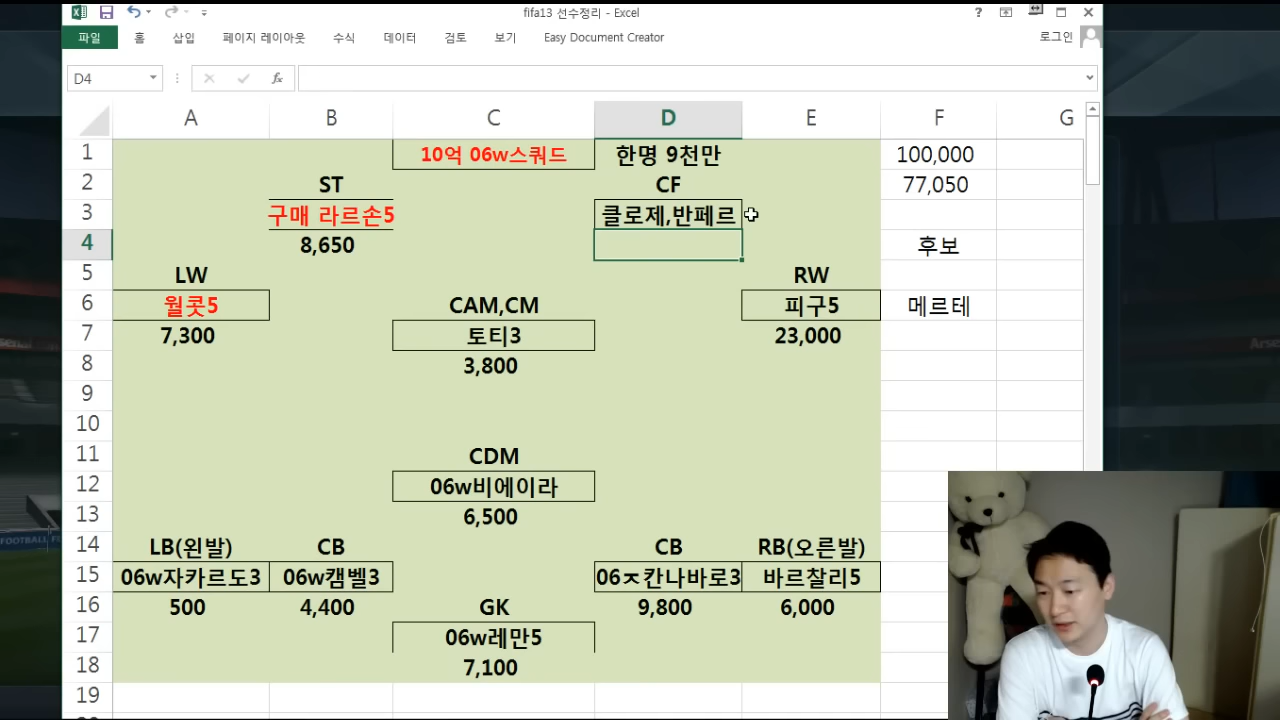 fifa13 선수정리 - Excel
파일 홈 삽입 페이지 레이아웃 수식 데이터 검토 보기 Easy Document Creator 로그인
D4 fx
A B C D E F G
1 10억 06w스쿼드 한명 9천만 100,000
2 ST CF 77,050
3 구매 라르손5 클로제,반페르
4 8,650 후보
5 LW RW
6 월콧5 CAM,CM 피구5 메르테
7 7,300 토티3 23,000
8 3,800
9
10
11 CDM
12 06w비에이라
13 6,500
14 LB(왼발) CB CB RB(오른발)
15 06w자카르도3 06w캠벨3 06ㅈ칸나바로3 바르찰리5
16 500 4,400 GK 9,800 6,000
17 06w레만5
18 7,100
19
Arse
FOOTBALL